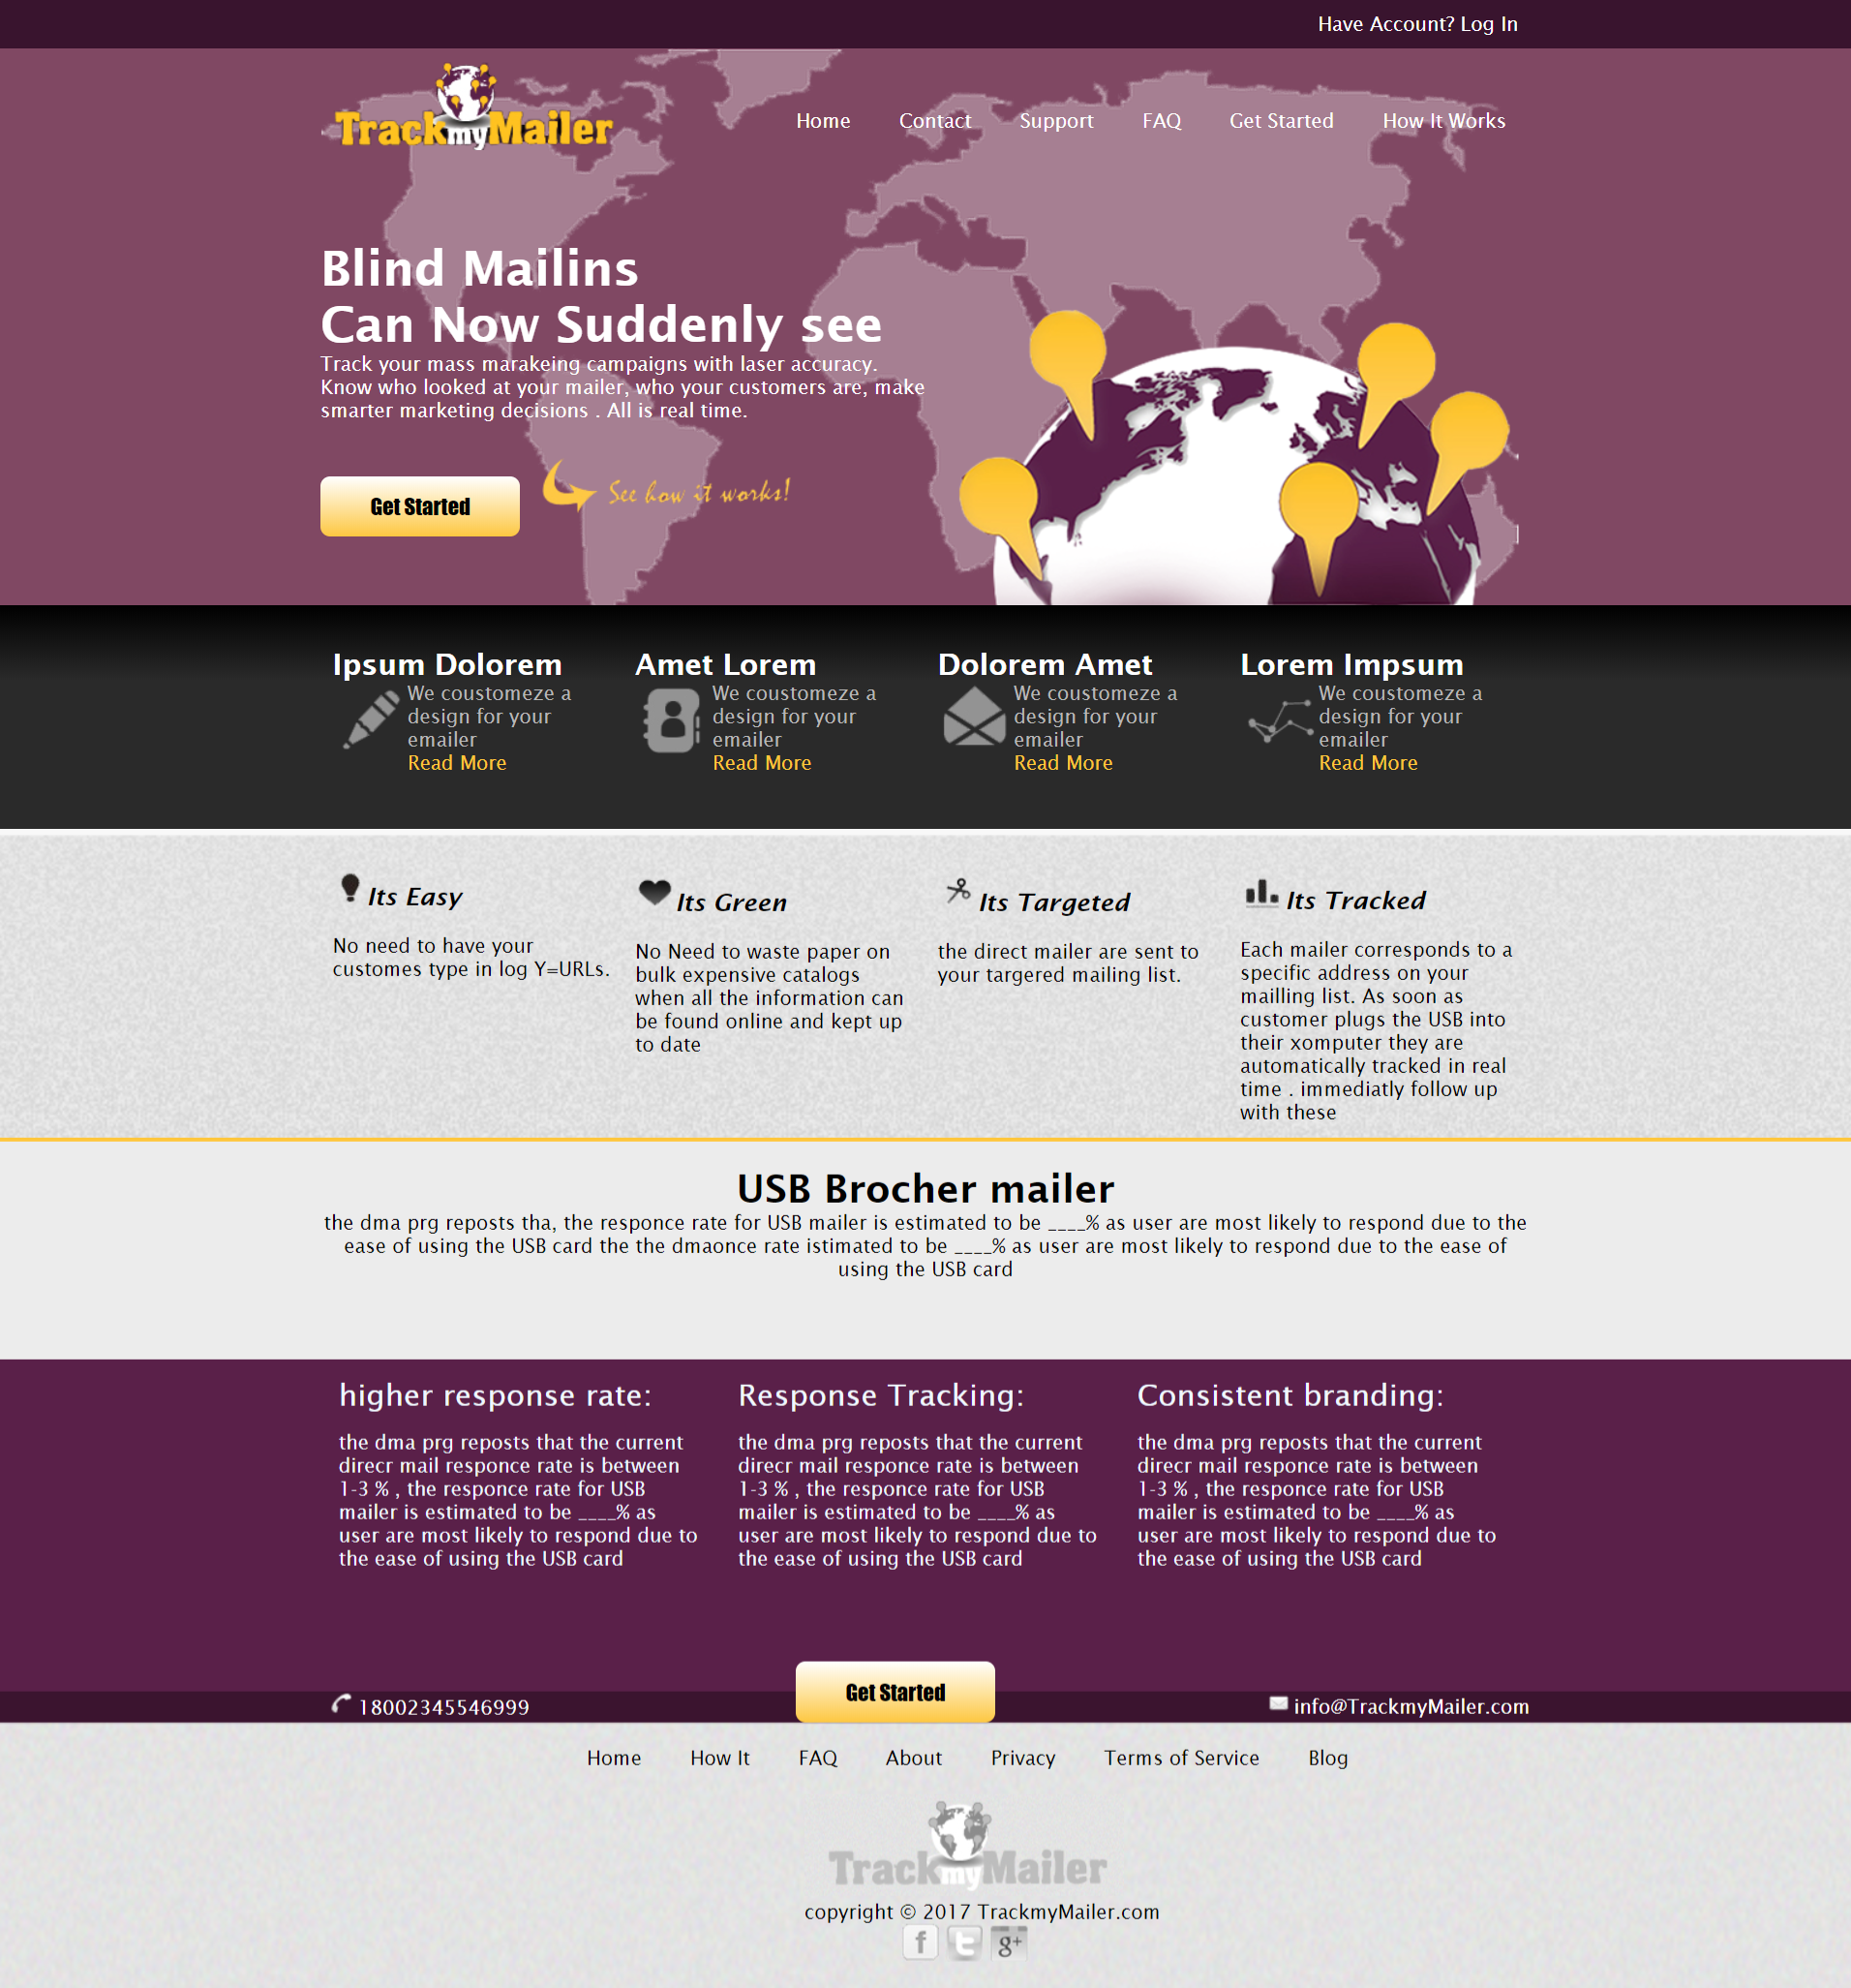 Have Account? Log In
TrackmyMailer
Home Contact Support FAQ Get Started How It Works
Blind Mailins
Can Now Suddenly see
Track your mass marakeing campaigns with laser accuracy.
Know who looked at your mailer, who your customers are, make
smarter marketing decisions . All is real time.
Get Started
See how it works!
Ipsum Dolorem
We coustomeze a
design for your
emailer
Read More
Amet Lorem
We coustomeze a
design for your
emailer
Read More
Dolorem Amet
We coustomeze a
design for your
emailer
Read More
Lorem Impsum
We coustomeze a
design for your
emailer
Read More
Its Easy
No need to have your
customes type in log Y=URLs.
Its Green
No Need to waste paper on
bulk expensive catalogs
when all the information can
be found online and kept up
to date
Its Targeted
the direct mailer are sent to
your targered mailing list.
Its Tracked
Each mailer corresponds to a
specific address on your
mailling list. As soon as
customer plugs the USB into
their xomputer they are
automatically tracked in real
time . immediatly follow up
with these
USB Brocher mailer
the dma prg reposts tha, the responce rate for USB mailer is estimated to be ____% as user are most likely to respond due to the
ease of using the USB card the the dmaonce rate istimated to be ____% as user are most likely to respond due to the ease of
using the USB card
higher response rate:
the dma prg reposts that the current
direcr mail responce rate is between
1-3 % , the responce rate for USB
mailer is estimated to be ____% as
user are most likely to respond due to
the ease of using the USB card
Response Tracking:
the dma prg reposts that the current
direcr mail responce rate is between
1-3 % , the responce rate for USB
mailer is estimated to be ____% as
user are most likely to respond due to
the ease of using the USB card
Consistent branding:
the dma prg reposts that the current
direcr mail responce rate is between
1-3 % , the responce rate for USB
mailer is estimated to be ____% as
user are most likely to respond due to
the ease of using the USB card
18002345546999
Get Started
info@TrackmyMailer.com
Home How It FAQ About Privacy Terms of Service Blog
TrackmyMailer
copyright © 2017 TrackmyMailer.com
f t g+